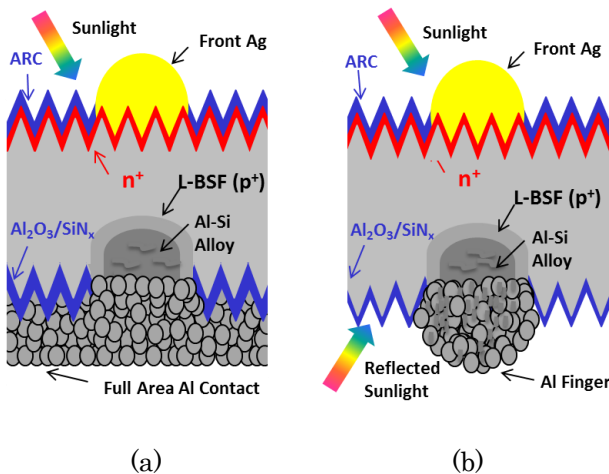 Sunlight
Front Ag
ARC
n⁺
L-BSF (p⁺)
Al₂O₃/SiNₓ
Al-Si
Alloy
Full Area Al Contact
(a)
Sunlight
Front Ag
ARC
n⁺
L-BSF (p⁺)
Al₂O₃/SiNₓ
Al-Si
Alloy
Reflected
Sunlight
Al Finger
(b)